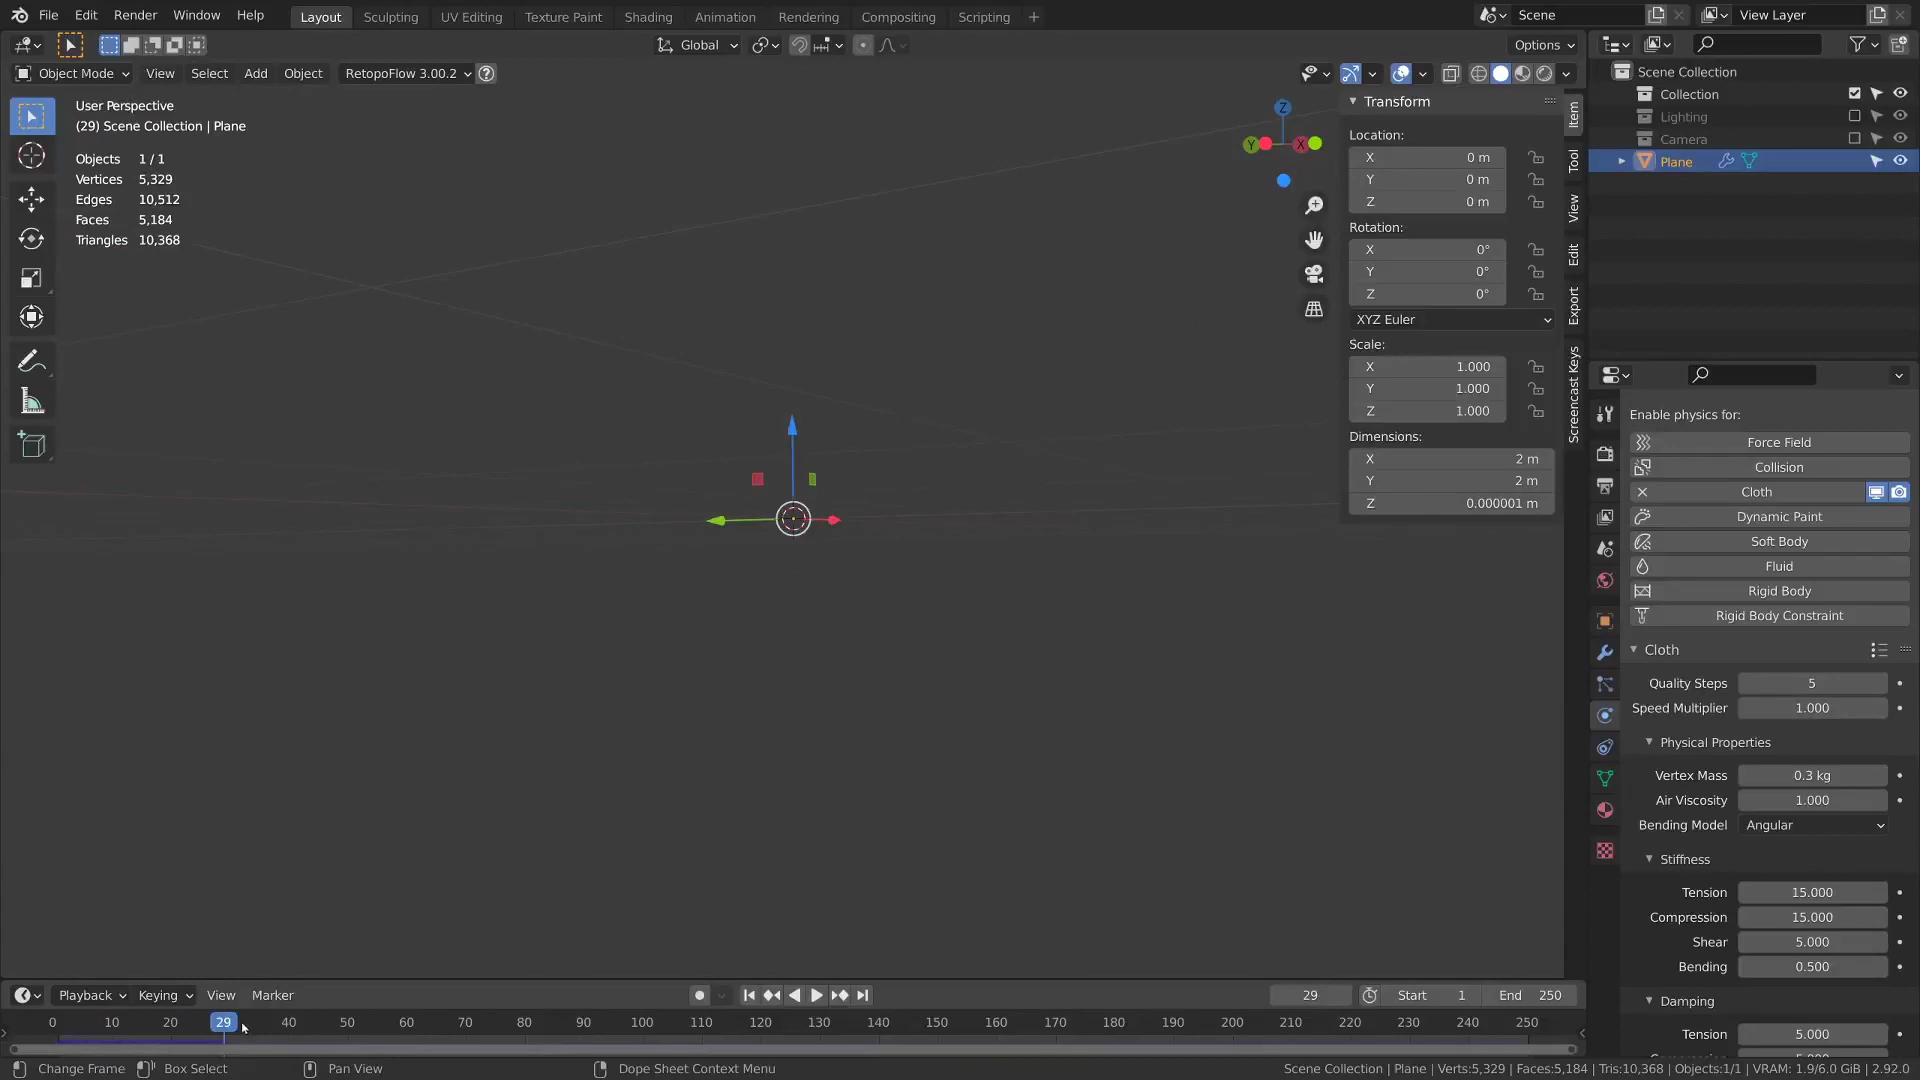 File Edit Render Window Help Layout Sculpting UV Editing Texture Paint Shading Animation Rendering Compositing Scripting + Scene View Layer
Global Options
Object Mode View Select Add Object RetopoFlow 3.00.2
User Perspective
(29) Scene Collection | Plane
Objects 1 / 1
Vertices 5,329
Edges 10,512
Faces 5,184
Triangles 10,368
Z
Y
X
Transform
Location:
X 0 m
Y 0 m
Z 0 m
Rotation:
X 0°
Y 0°
Z 0°
XYZ Euler
Scale:
X 1.000
Y 1.000
Z 1.000
Dimensions:
X 2 m
Y 2 m
Z 0.000001 m
Item
Tool
View
Edit
Export
Screencast Keys
Scene Collection
Collection
Lighting
Camera
Plane
Enable physics for:
Force Field
Collision
Cloth
Dynamic Paint
Soft Body
Fluid
Rigid Body
Rigid Body Constraint
Cloth
Quality Steps 5
Speed Multiplier 1.000
Physical Properties
Vertex Mass 0.3 kg
Air Viscosity 1.000
Bending Model Angular
Stiffness
Tension 15.000
Compression 15.000
Shear 5.000
Bending 0.500
Damping
Tension 5.000
Playback Keying View Marker 29 Start 1 End 250
0 10 20 29 40 50 60 70 80 90 100 110 120 130 140 150 160 170 180 190 200 210 220 230 240 250
Change Frame Box Select Pan View Dope Sheet Context Menu Scene Collection | Plane | Verts:5,329 | Faces:5,184 | Tris:10,368 | Objects:1/1 | VRAM: 1.9/6.0 GiB | 2.92.0